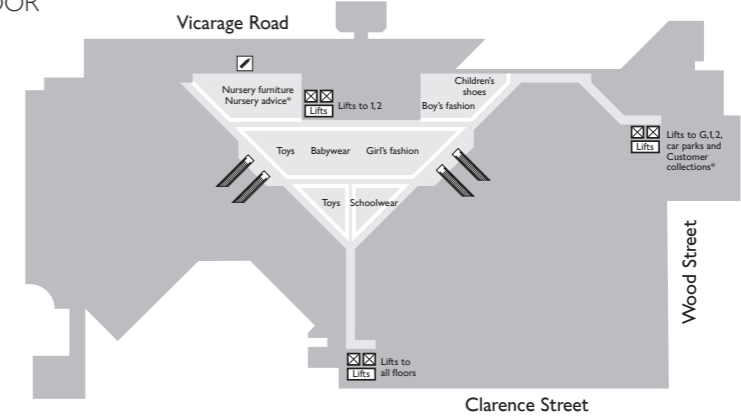 Vicarage Road
Nursery furniture
Nursery advice*
Lifts
Lifts to 1,2
Children's
shoes
Boy's fashion
Toys
Babywear
Girl's fashion
Lifts
Lifts to G,1,2,
car parks and
Customer
collections*
Toys
Schoolwear
Wood Street
Lifts
Lifts to
all floors
Clarence Street